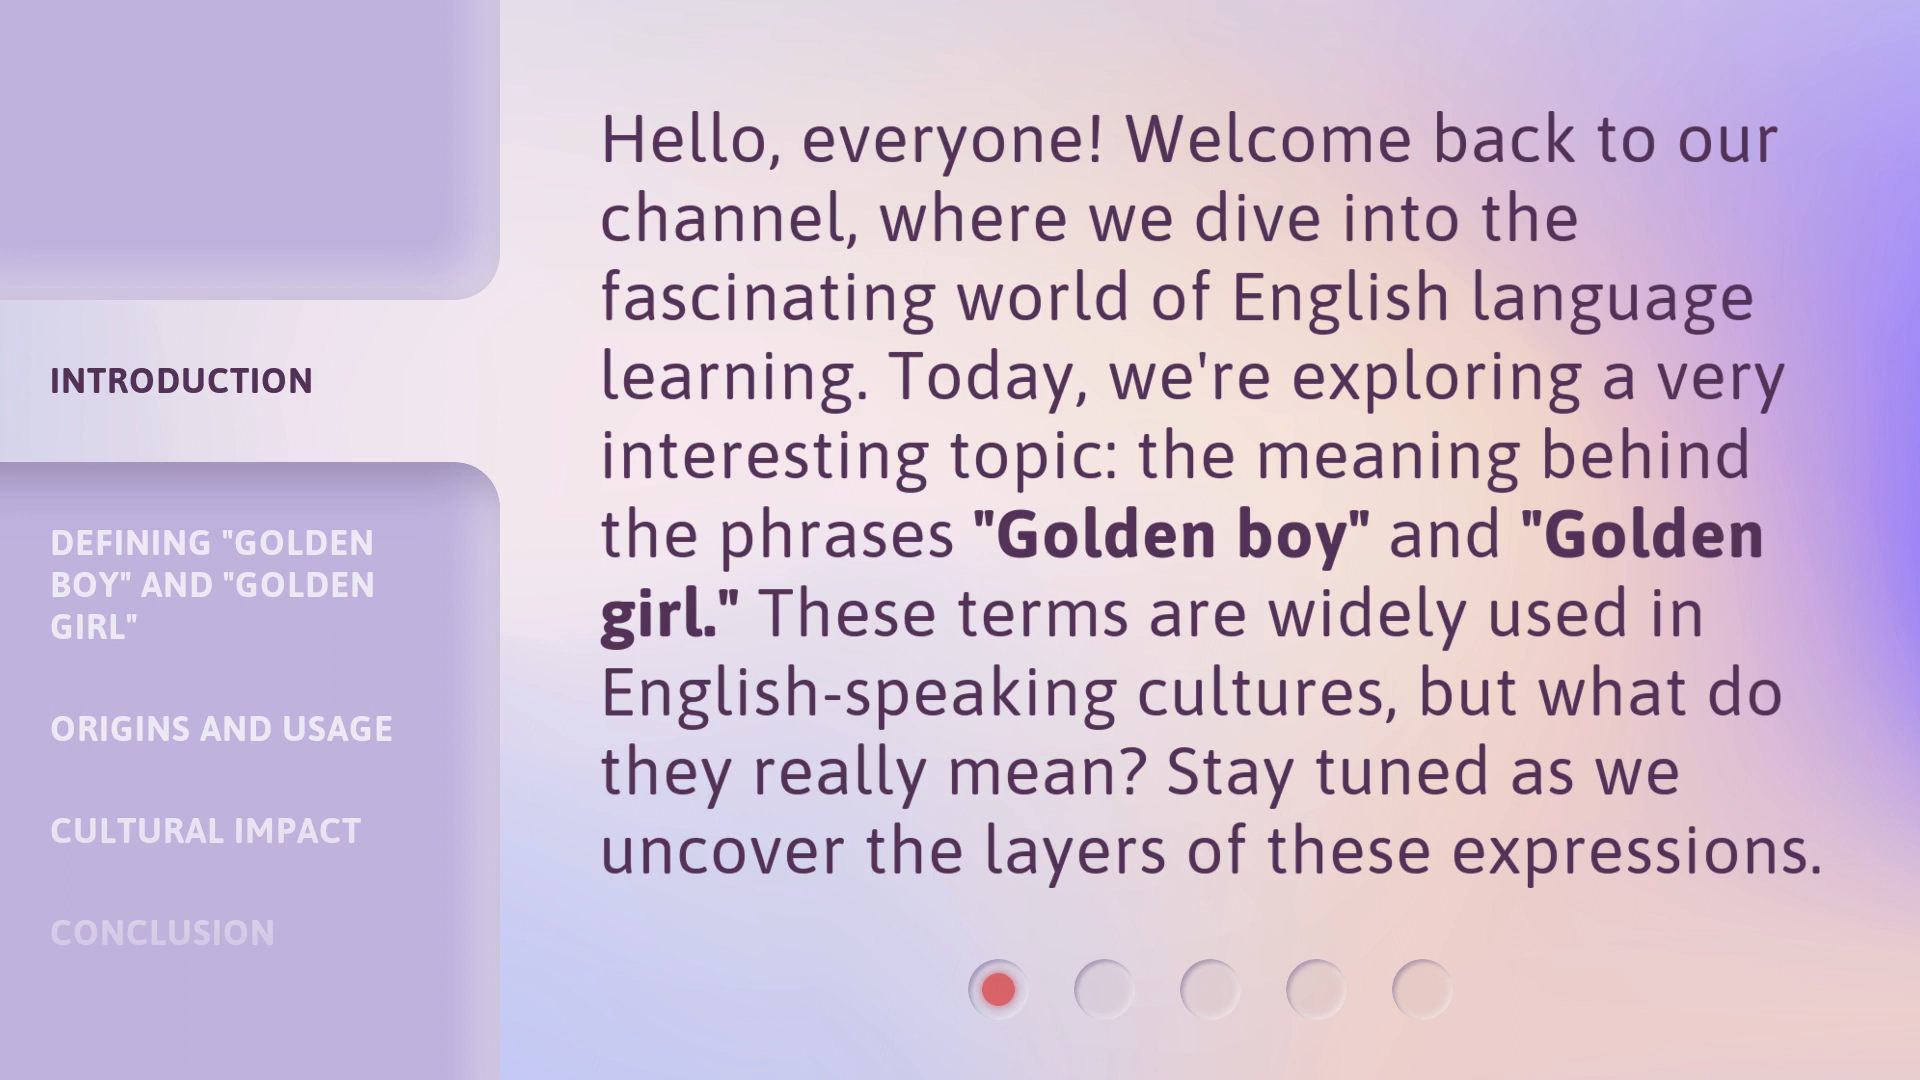 INTRODUCTION
DEFINING "GOLDEN
BOY" AND "GOLDEN
GIRL"
ORIGINS AND USAGE
CULTURAL IMPACT
CONCLUSION
Hello, everyone! Welcome back to our
channel, where we dive into the
fascinating world of English language
learning. Today, we're exploring a very
interesting topic: the meaning behind
the phrases "Golden boy" and "Golden
girl." These terms are widely used in
English-speaking cultures, but what do
they really mean? Stay tuned as we
uncover the layers of these expressions.